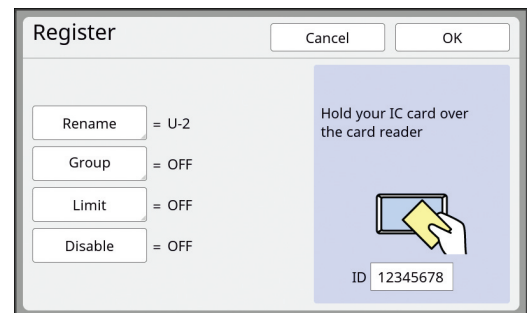 Register
Cancel
OK
Rename = U-2
Group = OFF
Limit = OFF
Disable = OFF
Hold your IC card over
the card reader
ID 12345678